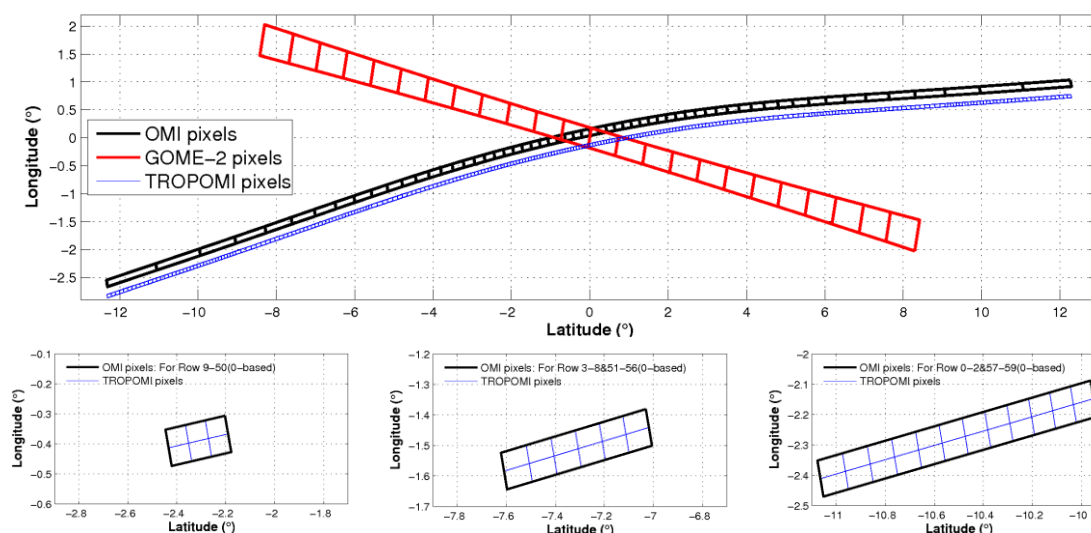 2
1.5
1
0.5
0
−0.5
−1
−1.5
−2
−2.5
Longitude (°)
OMI pixels
GOME−2 pixels
TROPOMI pixels
−12 −10 −8 −6 −4 −2 0 2 4 6 8 10 12
Latitude (°)
−0.1
−0.2
−0.3
−0.4
−0.5
−0.6
Longitude (°)
OMI pixels: For Row 9−50(0−based)
TROPOMI pixels
−2.8 −2.6 −2.4 −2.2 −2 −1.8
Latitude (°)
−1.2
−1.3
−1.4
−1.5
−1.6
−1.7
Longitude (°)
OMI pixels: For Row 3−8&51−56(0−based)
TROPOMI pixels
−7.8 −7.6 −7.4 −7.2 −7 −6.8
Latitude (°)
−2
−2.1
−2.2
−2.3
−2.4
−2.5
Longitude (°)
OMI pixels: For Row 0−2&57−59(0−based)
TROPOMI pixels
−11 −10.8 −10.6 −10.4 −10.2 −10
Latitude (°)